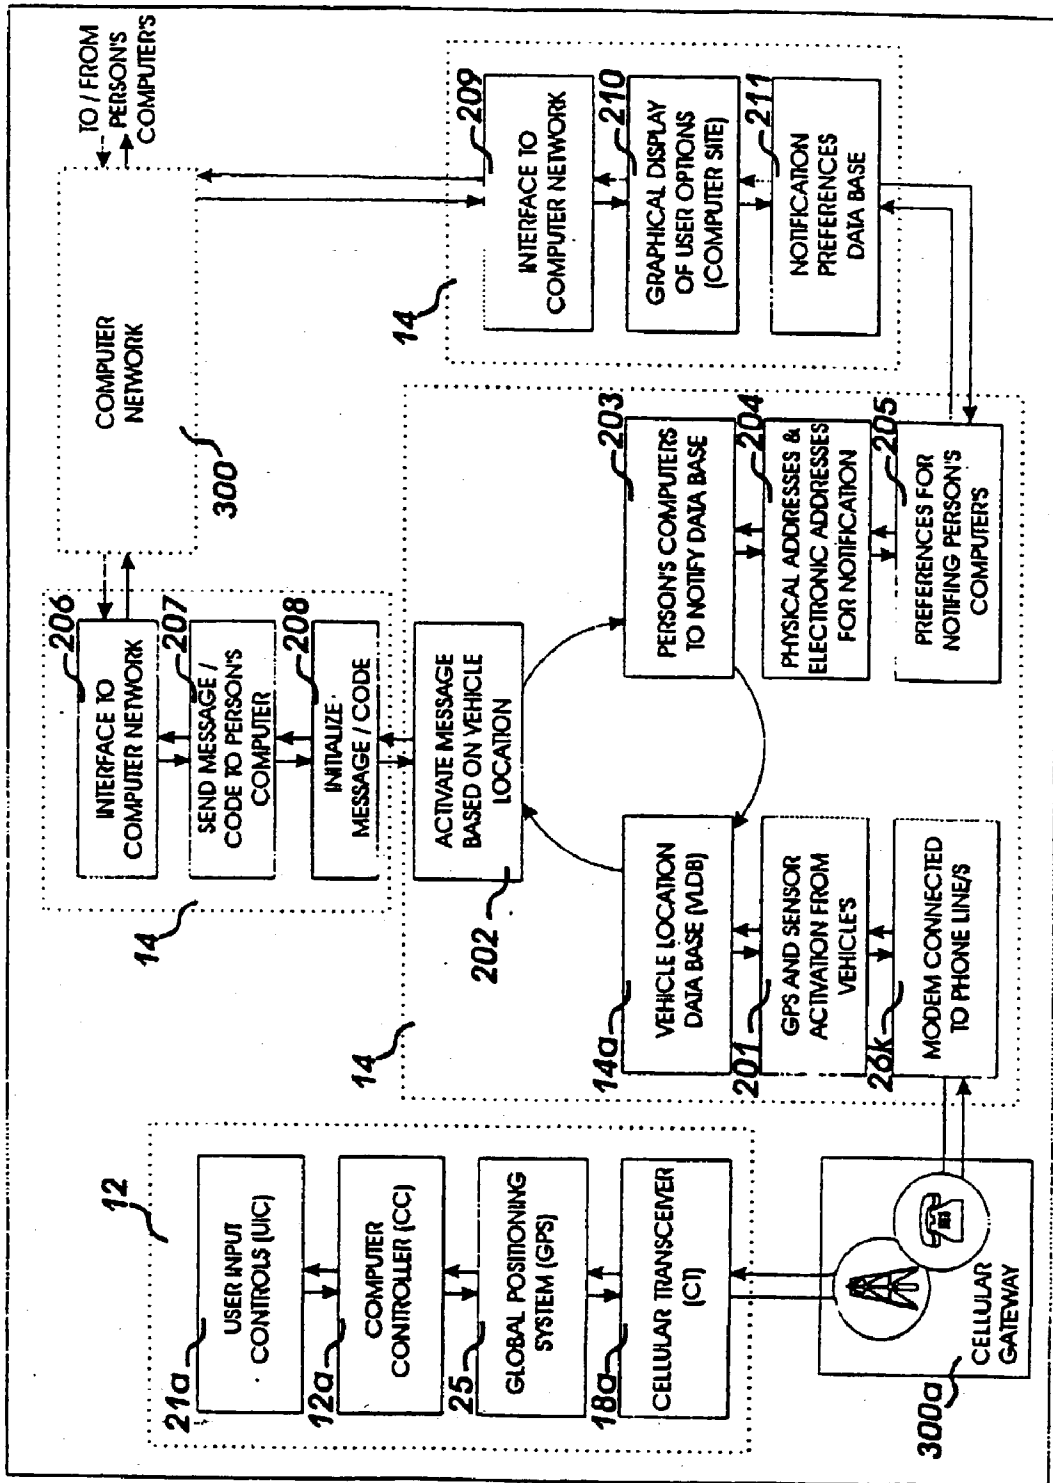 12
21a
USER INPUT
CONTROLS (UIC)
12a
COMPUTER
CONTROLLER (CC)
25
GLOBAL POSITIONING
SYSTEM (GPS)
18a
CELLULAR TRANSCEIVER
(CT)
300a
CELLULAR
GATEWAY
14
206
INTERFACE TO
COMPUTER NETWORK
207
SEND MESSAGE /
CODE TO PERSON'S
COMPUTER
208
INITIALIZE
MESSAGE / CODE
14
202
ACTIVATE MESSAGE
BASED ON VEHICLE
LOCATION
14a
VEHICLE LOCATION
DATA BASE (VLDB)
201
GPS AND SENSOR
ACTIVATION FROM
VEHICLE'S
26k
MODEM CONNECTED
TO PHONE LINE/S
203
PERSON'S COMPUTERS
TO NOTIFY DATA BASE
204
PHYSICAL ADDRESSES &
ELECTRONIC ADDRESSES
FOR NOTIFICATION
205
PREFERENCES FOR
NOTIFING PERSON'S
COMPUTER'S
COMPUTER
NETWORK
300
TO / FROM
PERSON'S
COMPUTER'S
14
209
INTERFACE TO
COMPUTER NETWORK
210
GRAPHICAL DISPLAY
OF USER OPTIONS
(COMPUTER SITE)
211
NOTIFICATION
PREFERENCES
DATA BASE